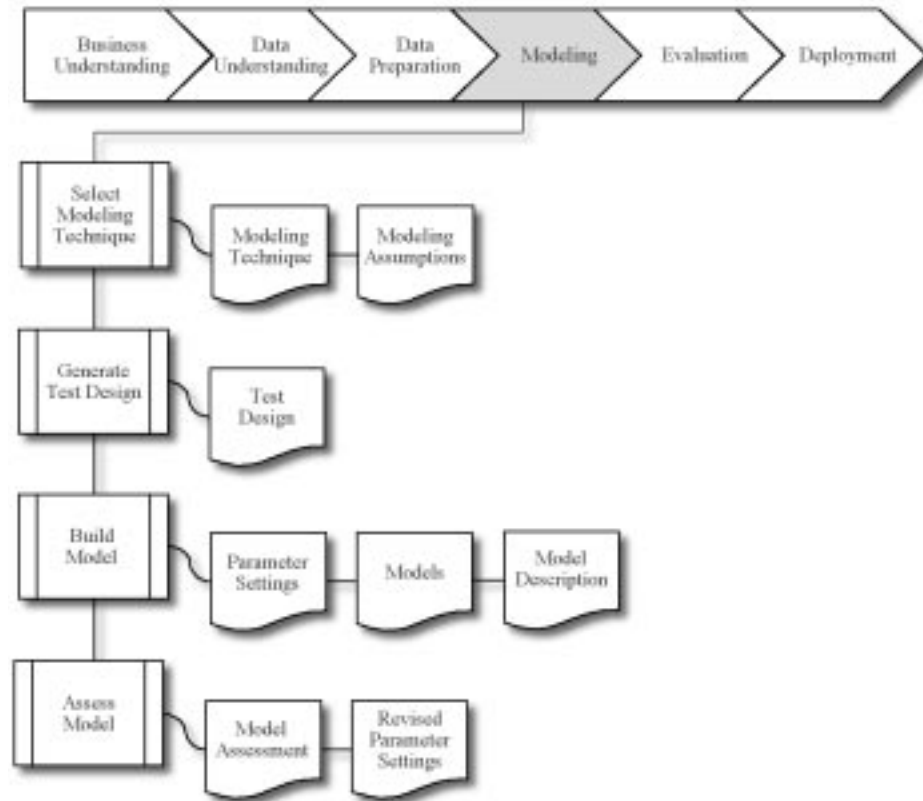 Business
Understanding
Data
Understanding
Data
Preparation
Modeling
Evaluation
Deployment
Select
Modeling
Technique
Modeling
Technique
Modeling
Assumptions
Generate
Test Design
Test
Design
Build
Model
Parameter
Settings
Models
Model
Description
Assess
Model
Model
Assessment
Revised
Parameter
Settings